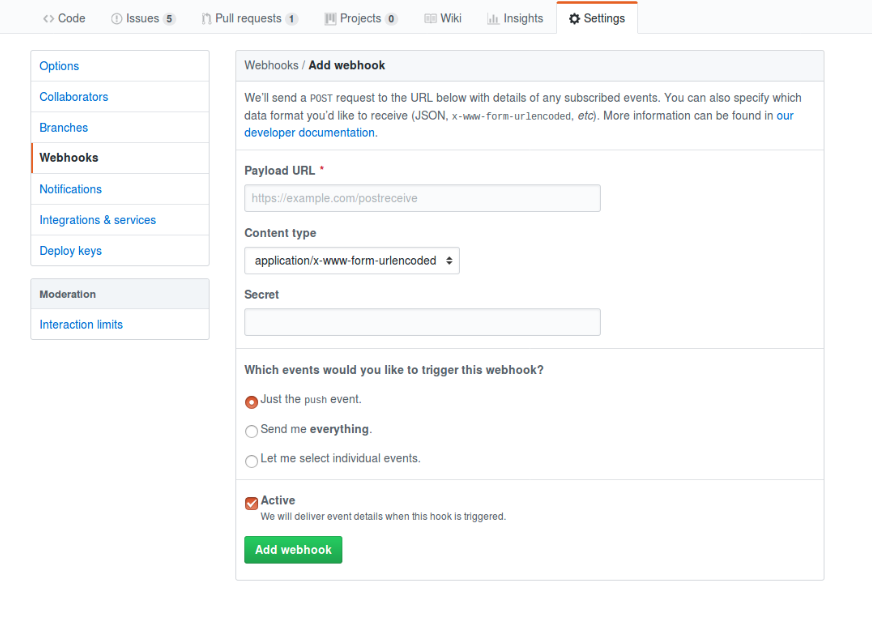 Code Issues 5 Pull requests 1 Projects 0 Wiki Insights Settings
Options
Collaborators
Branches
Webhooks
Notifications
Integrations & services
Deploy keys
Moderation
Interaction limits
Webhooks / Add webhook
We'll send a POST request to the URL below with details of any subscribed events. You can also specify which
data format you'd like to receive (JSON, x-www-form-urlencoded, etc). More information can be found in our
developer documentation.
Payload URL *
https://example.com/postreceive
Content type
application/x-www-form-urlencoded
Secret
Which events would you like to trigger this webhook?
Just the push event.
Send me everything.
Let me select individual events.
Active
We will deliver event details when this hook is triggered.
Add webhook